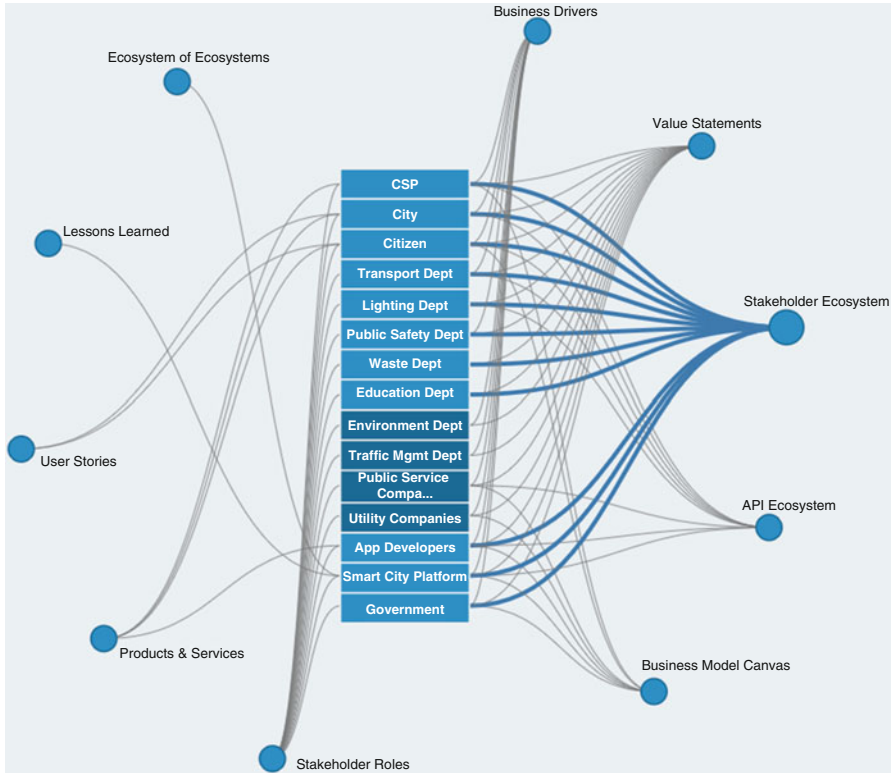 Business Drivers
Ecosystem of Ecosystems
Value Statements
CSP
City
Lessons Learned
Citizen
Transport Dept
Stakeholder Ecosystem
Lighting Dept
Public Safety Dept
Waste Dept
Education Dept
Environment Dept
Traffic Mgmt Dept
User Stories
Public Service
Compa...
API Ecosystem
Utility Companies
App Developers
Smart City Platform
Government
Products & Services
Business Model Canvas
Stakeholder Roles